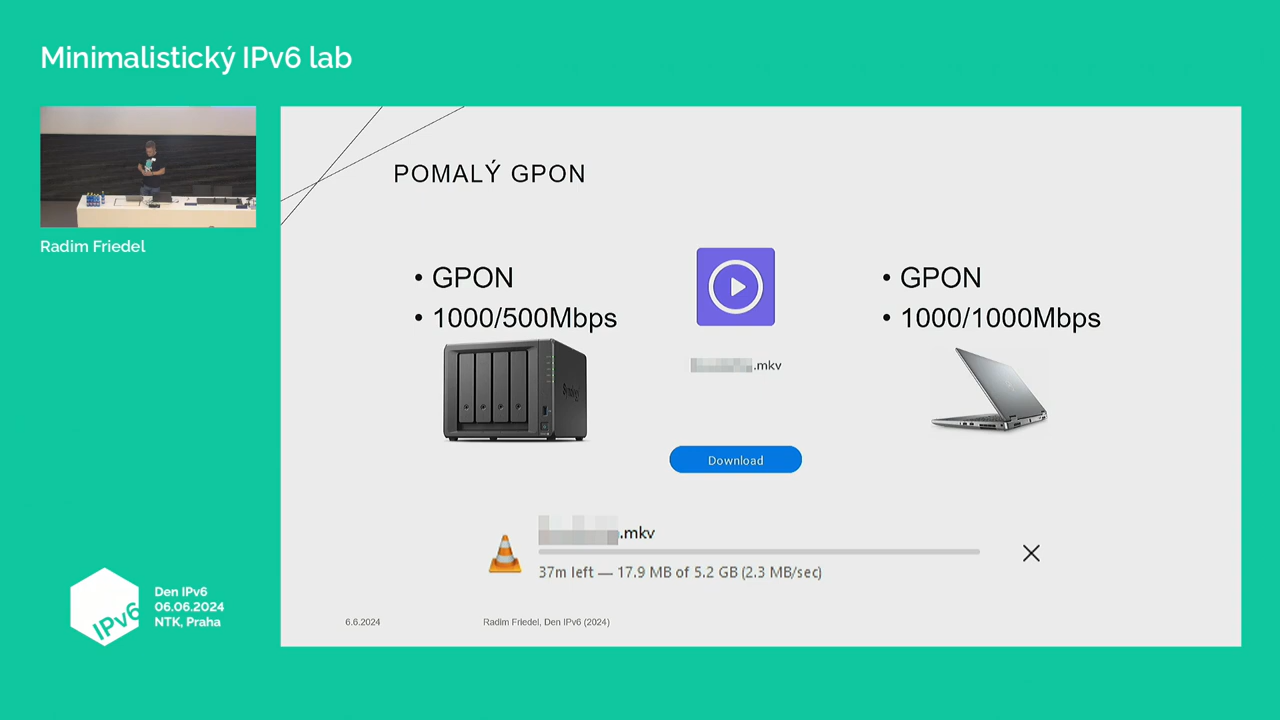 Minimalistický IPv6 lab
Radim Friedel
POMALÝ GPON
• GPON
• 1000/500Mbps
.mkv
• GPON
• 1000/1000Mbps
Synology
Download
.mkv
37m left — 17.9 MB of 5.2 GB (2.3 MB/sec)
6.6.2024
Radim Friedel, Den IPv6 (2024)
IPv6
Den IPv6
06.06.2024
NTK, Praha